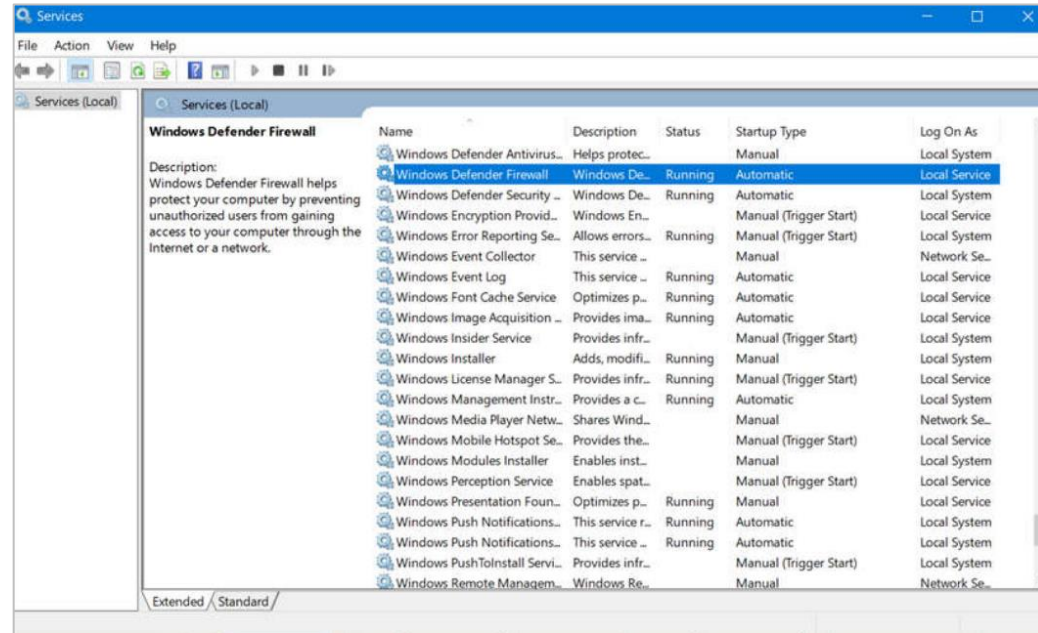 Services
File Action View Help
Services (Local)
Services (Local)
Windows Defender Firewall
Description:
Windows Defender Firewall helps
protect your computer by preventing
unauthorized users from gaining
access to your computer through the
Internet or a network.
Name Description Status Startup Type Log On As
Windows Defender Antivirus... Helps protec... Manual Local System
Windows Defender Firewall Windows De... Running Automatic Local Service
Windows Defender Security ... Windows De... Running Automatic Local System
Windows Encryption Provid... Windows En... Manual (Trigger Start) Local Service
Windows Error Reporting Se... Allows errors... Running Manual (Trigger Start) Local System
Windows Event Collector This service ... Manual Network Se...
Windows Event Log This service ... Running Automatic Local Service
Windows Font Cache Service Optimizes p... Running Automatic Local Service
Windows Image Acquisition ... Provides ima... Running Automatic Local Service
Windows Insider Service Provides infr... Manual (Trigger Start) Local System
Windows Installer Adds, modifi... Running Manual Local System
Windows License Manager S... Provides infr... Running Manual (Trigger Start) Local Service
Windows Management Instr... Provides a c... Running Automatic Local System
Windows Media Player Netw... Shares Wind... Manual Network Se...
Windows Mobile Hotspot Se... Provides the... Manual (Trigger Start) Local Service
Windows Modules Installer Enables inst... Manual Local System
Windows Perception Service Enables spat... Manual (Trigger Start) Local Service
Windows Presentation Foun... Optimizes p... Running Manual Local Service
Windows Push Notifications... This service r... Running Automatic Local System
Windows Push Notifications... This service ... Running Automatic Local System
Windows PushToInstall Servi... Provides infr... Manual (Trigger Start) Local System
Windows Remote Managem... Windows Re... Manual Network Se...
Extended Standard